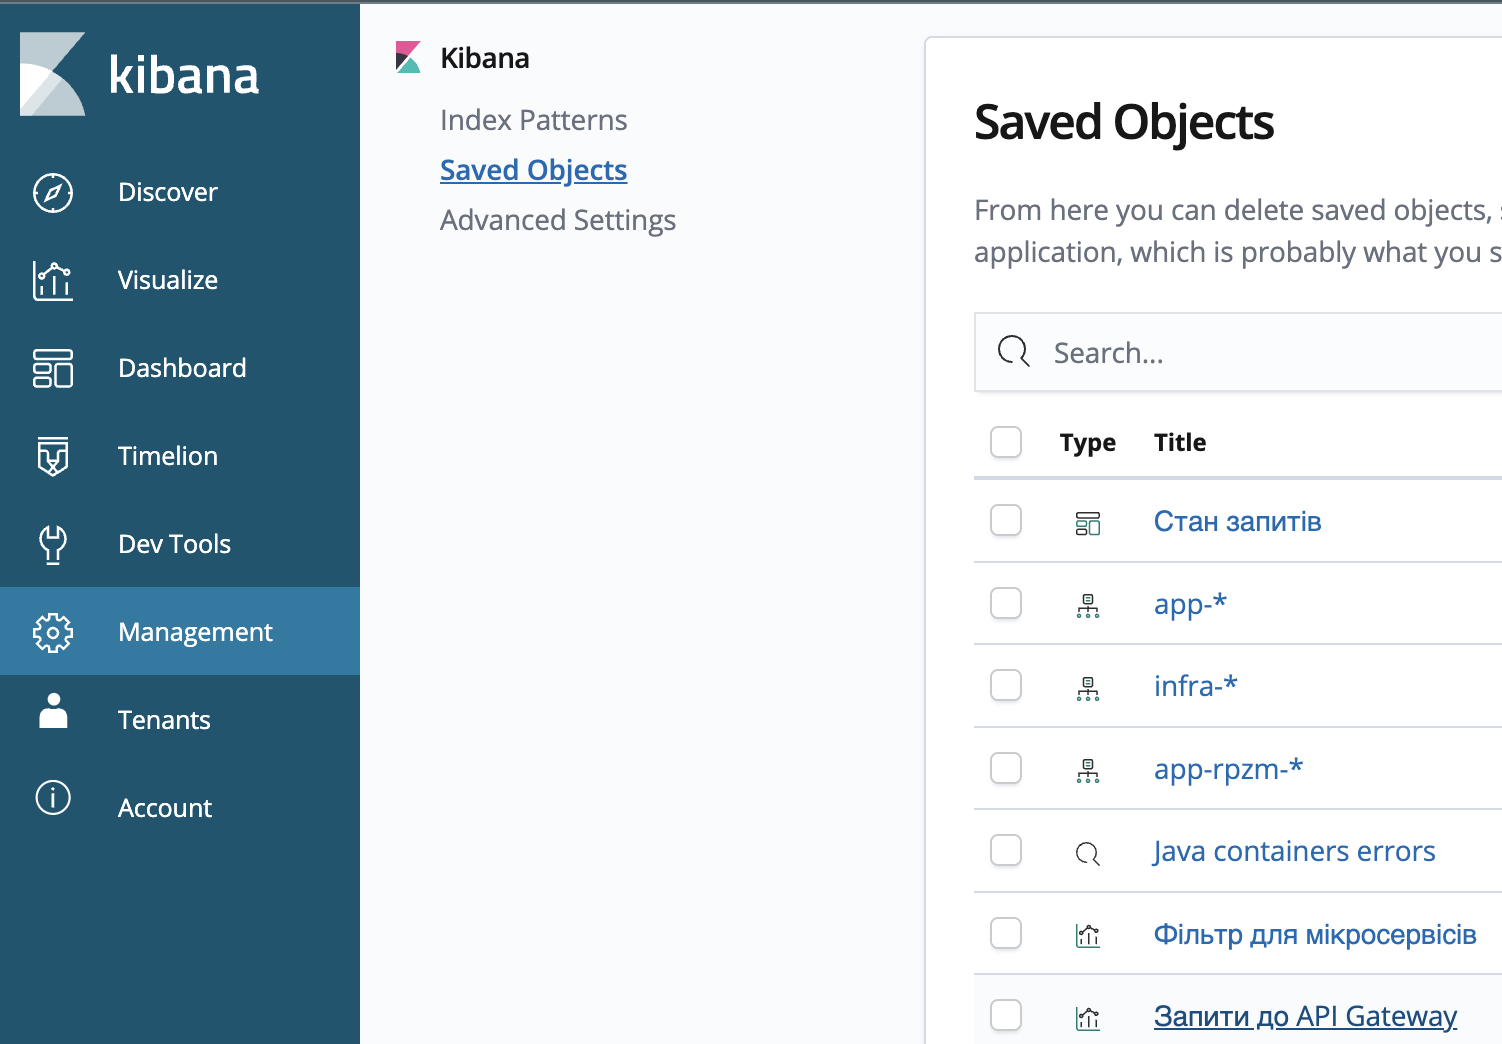 kibana
Discover
Visualize
Dashboard
Timelion
Dev Tools
Management
Tenants
Account
Kibana
Index Patterns
Saved Objects
Advanced Settings
Saved Objects
From here you can delete saved objects,
application, which is probably what you
Search...
Type Title
Стан запитів
app-*
infra-*
app-rpzm-*
Java containers errors
Фільтр для мікросервісів
Запити до API Gateway